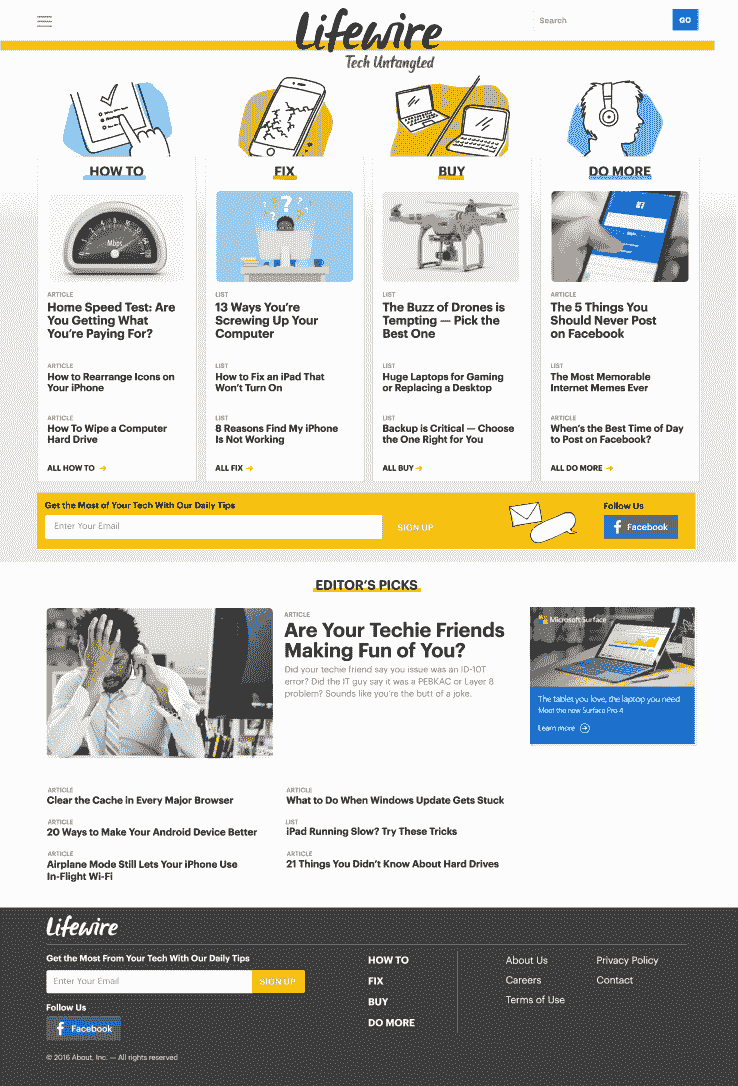 Lifewire
Tech Untangled
Search
GO
HOW TO
FIX
BUY
DO MORE
Mbps
ARTICLE
Home Speed Test: Are
You Getting What
You're Paying For?
ARTICLE
How to Rearrange Icons on
Your iPhone
ARTICLE
How To Wipe a Computer
Hard Drive
ALL HOW TO →
LIST
13 Ways You're
Screwing Up Your
Computer
LIST
How to Fix an iPad That
Won't Turn On
LIST
8 Reasons Find My iPhone
Is Not Working
ALL FIX →
LIST
The Buzz of Drones is
Tempting — Pick the
Best One
LIST
Huge Laptops for Gaming
or Replacing a Desktop
LIST
Backup is Critical — Choose
the One Right for You
ALL BUY →
ARTICLE
The 5 Things You
Should Never Post
on Facebook
LIST
The Most Memorable
Internet Memes Ever
ARTICLE
When's the Best Time of Day
to Post on Facebook?
ALL DO MORE →
Get the Most of Your Tech With Our Daily Tips
Enter Your Email
SIGN UP
Follow Us
Facebook
EDITOR'S PICKS
ARTICLE
Are Your Techie Friends
Making Fun of You?
Did your techie friend say you issue was an ID-10T
error? Did the IT guy say it was a PEBKAC or Layer 8
problem? Sounds like you're the butt of a joke.
Microsoft Surface
The tablet you love, the laptop you need
Meet the new Surface Pro 4
Learn more
ARTICLE
Clear the Cache in Every Major Browser
ARTICLE
20 Ways to Make Your Android Device Better
ARTICLE
Airplane Mode Still Lets Your iPhone Use
In-Flight Wi-Fi
ARTICLE
What to Do When Windows Update Gets Stuck
LIST
iPad Running Slow? Try These Tricks
ARTICLE
21 Things You Didn't Know About Hard Drives
Lifewire
Get the Most From Your Tech With Our Daily Tips
Enter Your Email
SIGN UP
Follow Us
Facebook
© 2016 About, Inc. — All rights reserved
HOW TO
FIX
BUY
DO MORE
About Us
Careers
Terms of Use
Privacy Policy
Contact